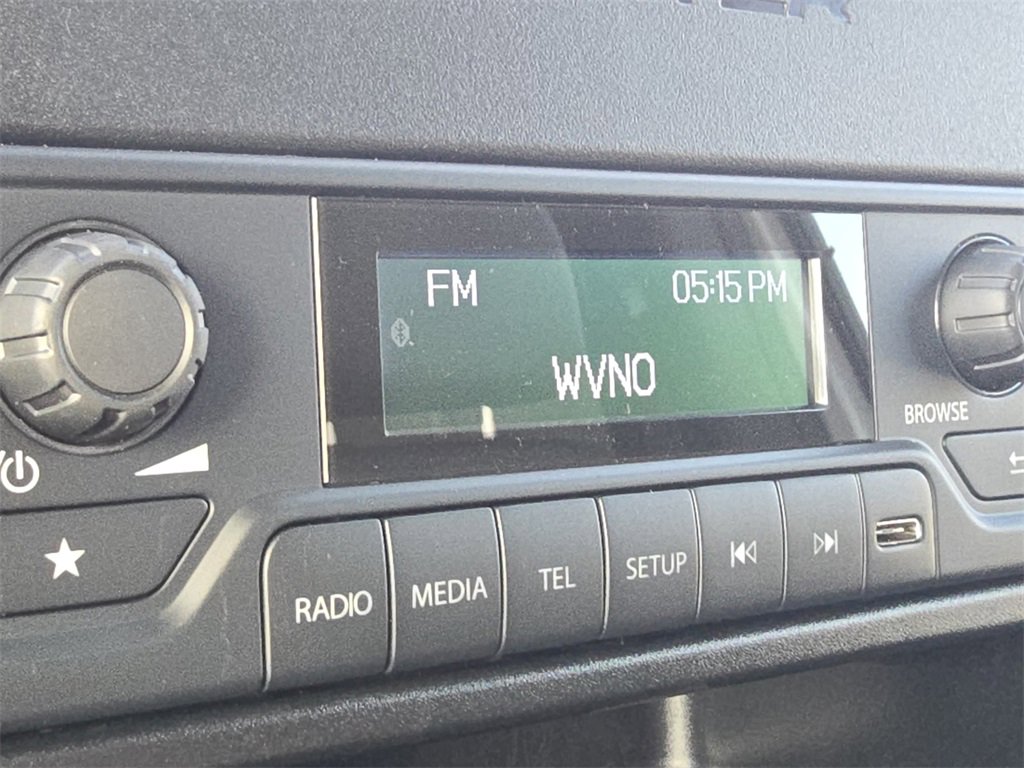 FM 05:15 PM
WVNO
BROWSE
RADIO MEDIA TEL SETUP